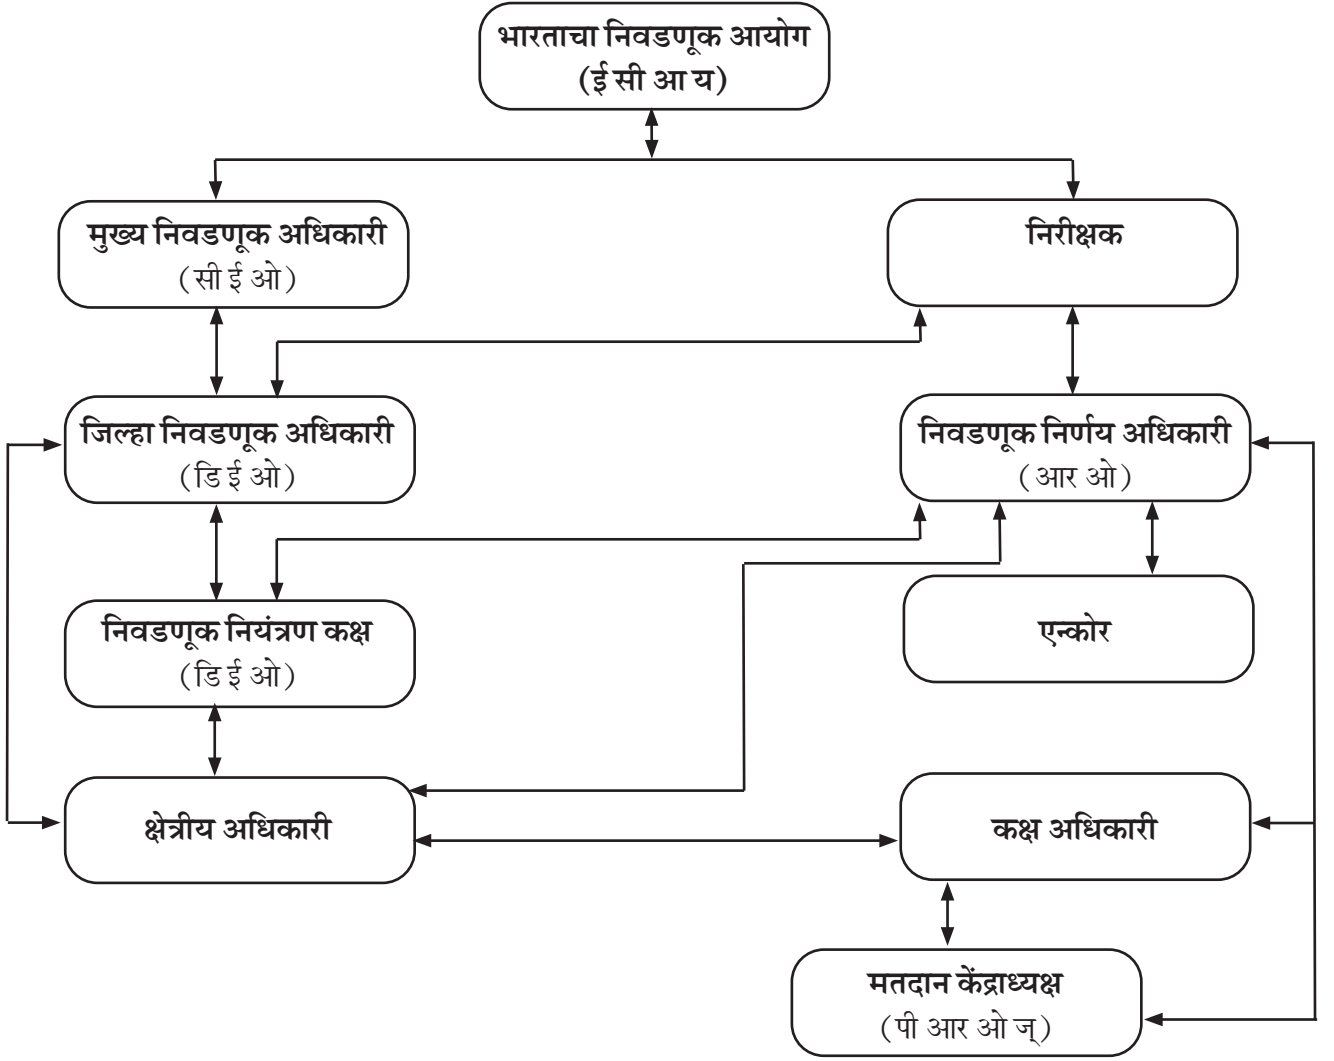 भारताचा निवडणूक आयोग
(ई सी आ य)
मुख्य निवडणूक अधिकारी
(सी ई ओ)
निरीक्षक
जिल्हा निवडणूक अधिकारी
(डि ई ओ)
निवडणूक निर्णय अधिकारी
(आर ओ)
निवडणूक नियंत्रण कक्ष
(डि ई ओ)
एन्कोर
क्षेत्रीय अधिकारी
कक्ष अधिकारी
मतदान केंद्राध्यक्ष
(पी आर ओ ज्)